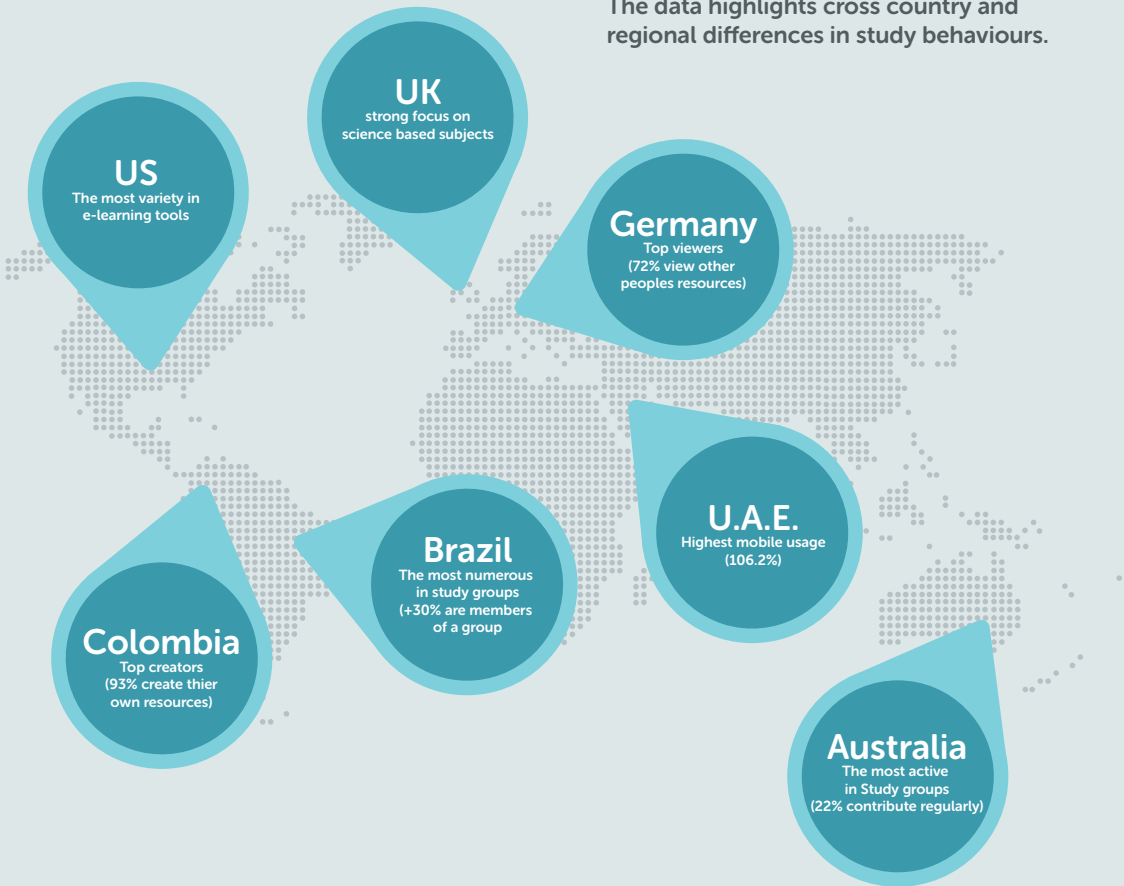 The data highlights cross country and
regional differences in study behaviours.
UK
strong focus on
science based subjects
US
The most variety in
e-learning tools
Germany
Top viewers
(72% view other
peoples resources)
U.A.E.
Highest mobile usage
(106.2%)
Brazil
The most numerous
in study groups
(+30% are members
of a group
Colombia
Top creators
(93% create thier
own resources)
Australia
The most active
in Study groups
(22% contribute regularly)